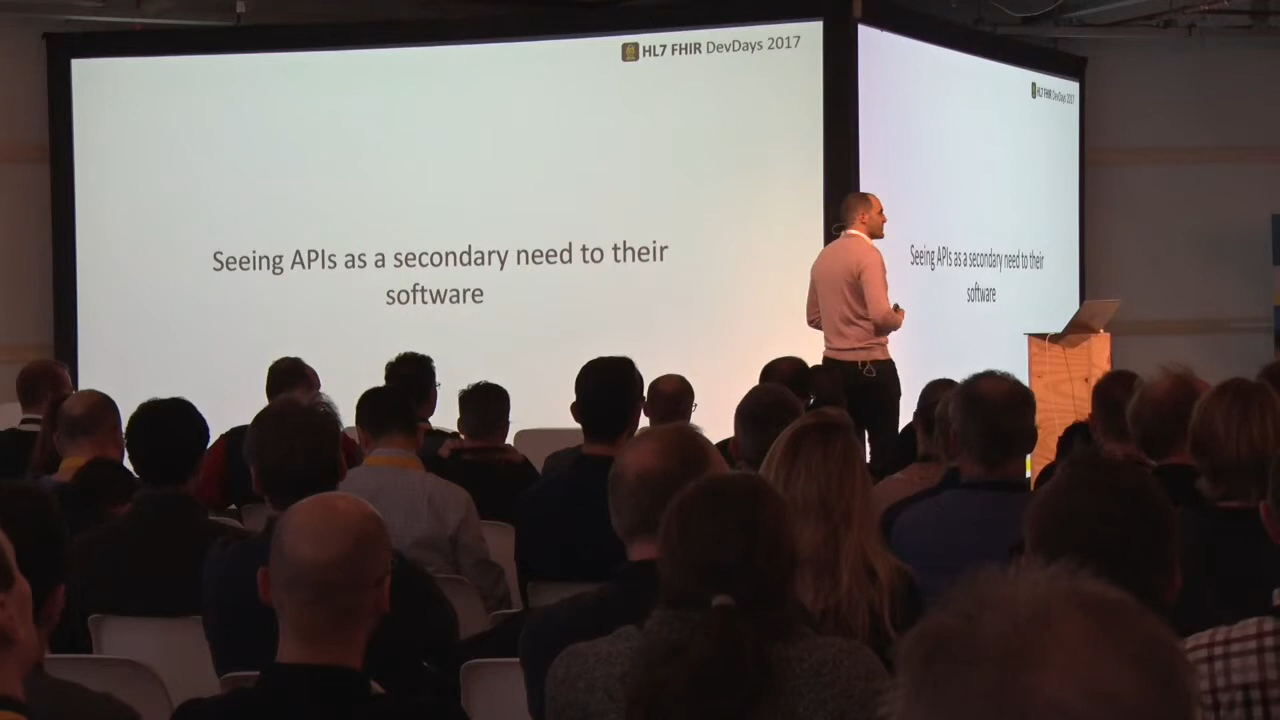 HL7 FHIR DevDays 2017
Seeing APIs as a secondary need to their
software
HL7 FHIR DevDays 2017
Seeing APIs as a secondary need to their
software